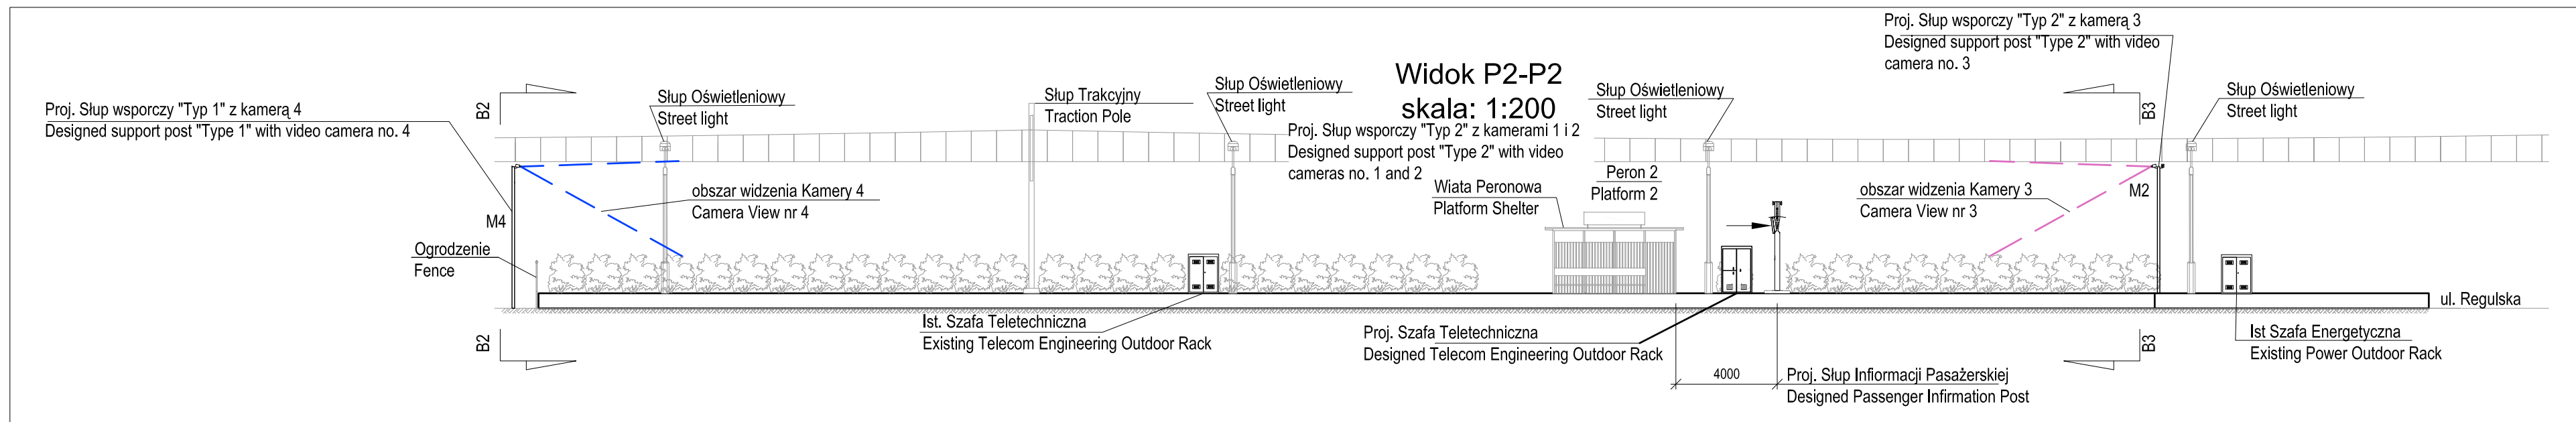 Proj. Słup wsporczy "Typ 2" z kamerą 3
Designed support post "Type 2" with video
camera no. 3
Widok P2-P2
skala: 1:200
Proj. Słup wsporczy "Typ 1" z kamerą 4
Designed support post "Type 1" with video camera no. 4
B2
Słup Oświetleniowy
Street light
Słup Trakcyjny
Traction Pole
Słup Oświetleniowy
Street light
Proj. Słup wsporczy "Typ 2" z kamerami 1 i 2
Designed support post "Type 2" with video
cameras no. 1 and 2
Słup Oświetleniowy
Street light
B3
Słup Oświetleniowy
Street light
M4
obszar widzenia Kamery 4
Camera View nr 4
Wiata Peronowa
Platform Shelter
Peron 2
Platform 2
obszar widzenia Kamery 3
Camera View nr 3
M2
Ogrodzenie
Fence
ul. Regulska
B2
Ist. Szafa Teletechniczna
Existing Telecom Engineering Outdoor Rack
Proj. Szafa Teletechniczna
Designed Telecom Engineering Outdoor Rack
B3
Ist Szafa Energetyczna
Existing Power Outdoor Rack
4000
Proj. Słup Infiormacji Pasażerskiej
Designed Passenger Infirmation Post